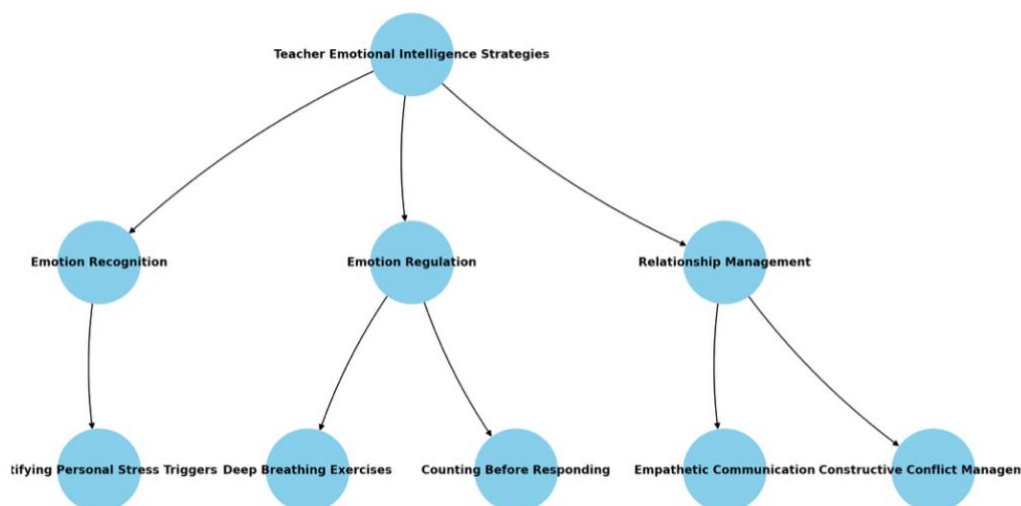 Teacher Emotional Intelligence Strategies
Emotion Recognition
Emotion Regulation
Relationship Management
tifying Personal Stress Triggers
Deep Breathing Exercises
Counting Before Responding
Empathetic Communication
Constructive Conflict Managen